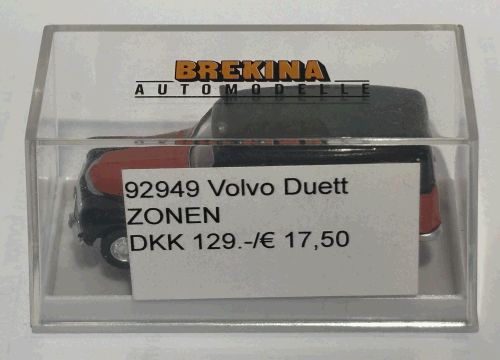 BREKINA
AUTOMODELLE
92949 Volvo Duett
ZONEN
DKK 129.-/€ 17,50